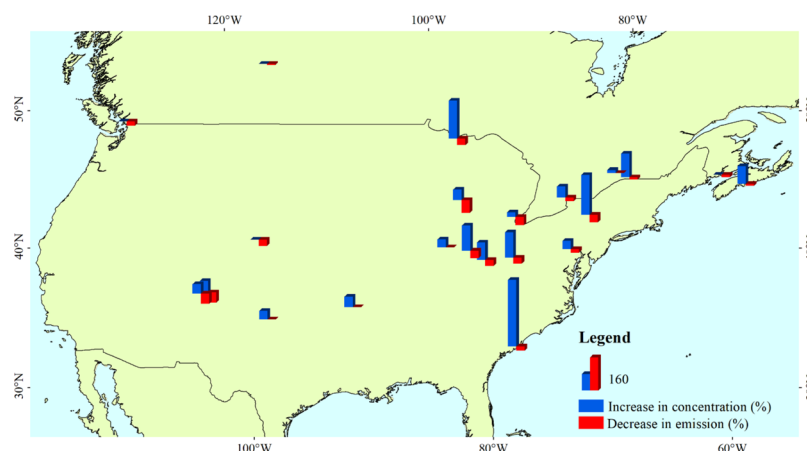 120°W 100°W 80°W
50°N
40°N
30°N
Legend
160
Increase in concentration (%)
Decrease in emission (%)
100°W 80°W 60°W